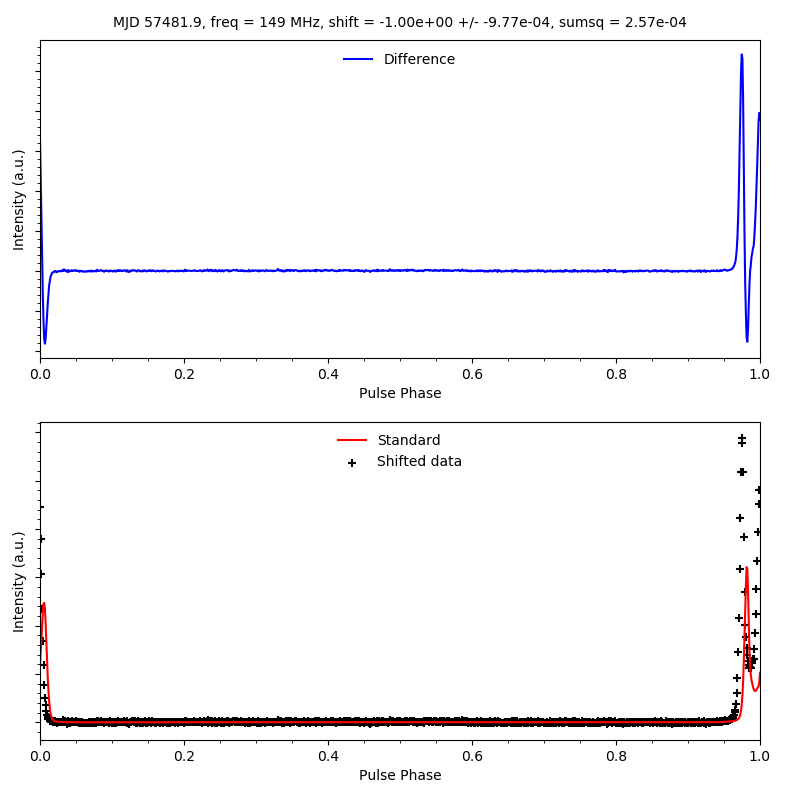 MJD 57481.9, freq = 149 MHz, shift = -1.00e+00 +/- -9.77e-04, sumsq = 2.57e-04
Difference
Intensity (a.u.)
0.0 0.2 0.4 0.6 0.8 1.0
Pulse Phase
Standard
Shifted data
Intensity (a.u.)
0.0 0.2 0.4 0.6 0.8 1.0
Pulse Phase